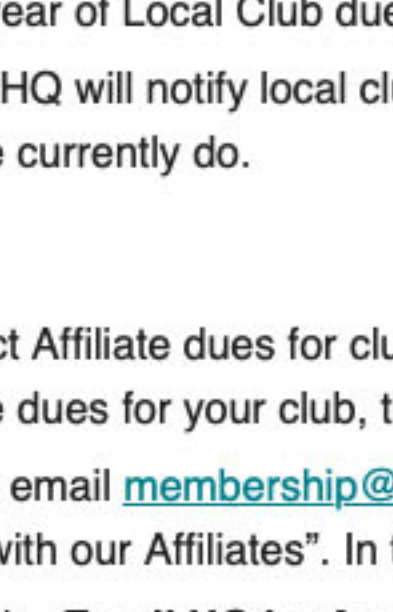 ear of Local Club due
HQ will notify local cl
currently do.
ct Affiliate dues for clu
dues for your club, t
email membership@
with our Affiliates”. In